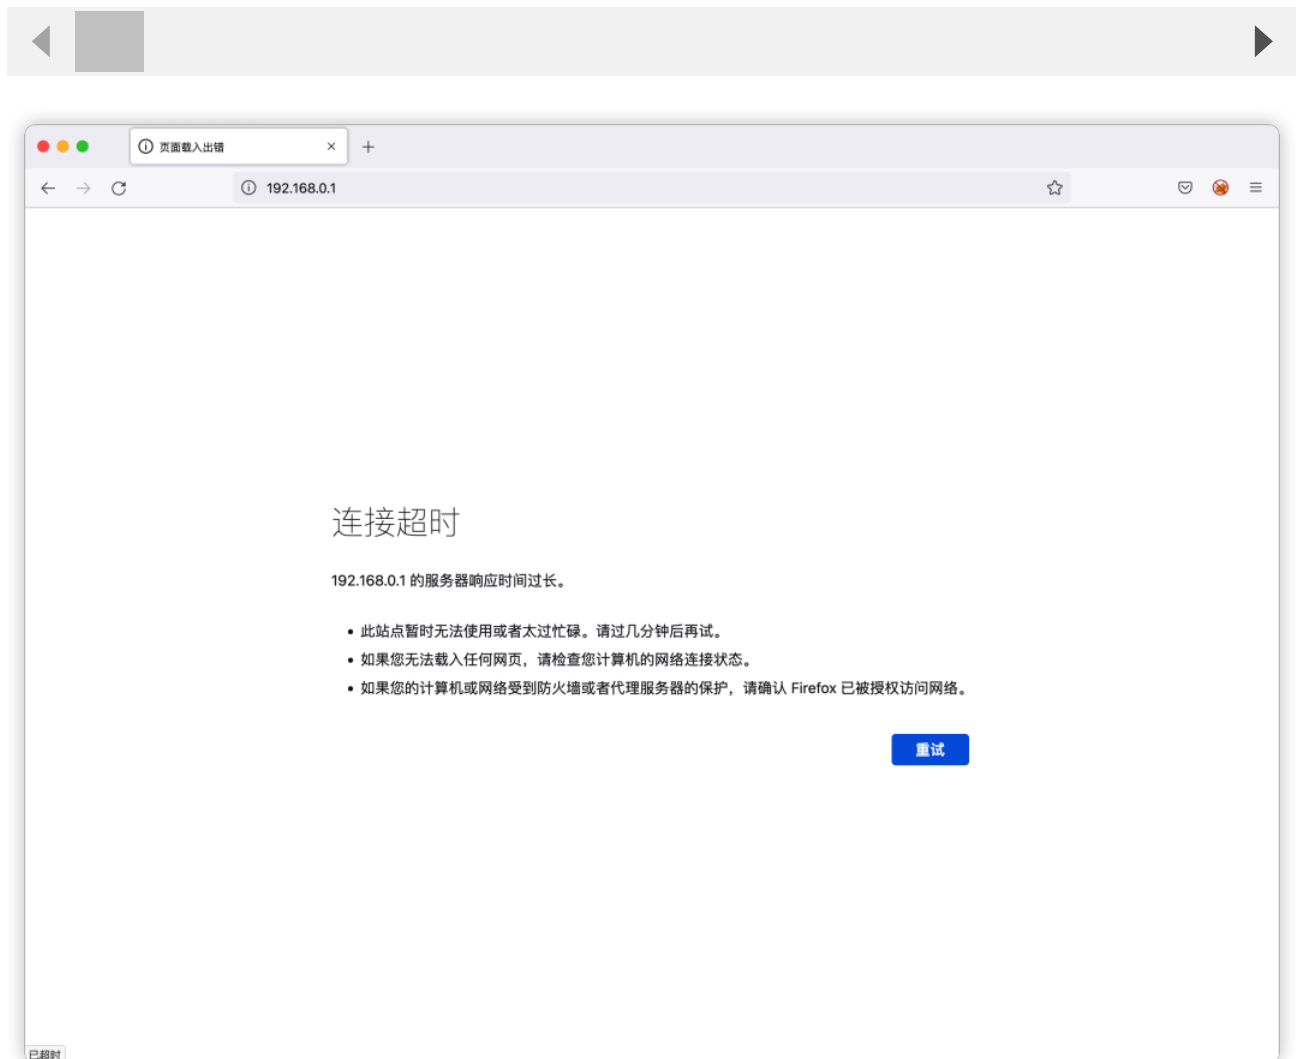 页面载入出错
192.168.0.1
连接超时
192.168.0.1 的服务器响应时间过长。
此站点暂时无法使用或者太过忙碌。请过几分钟后再试。
如果您无法载入任何网页，请检查您计算机的网络连接状态。
如果您的计算机或网络受到防火墙或者代理服务器的保护，请确认 Firefox 已被授权访问网络。
重试
已超时